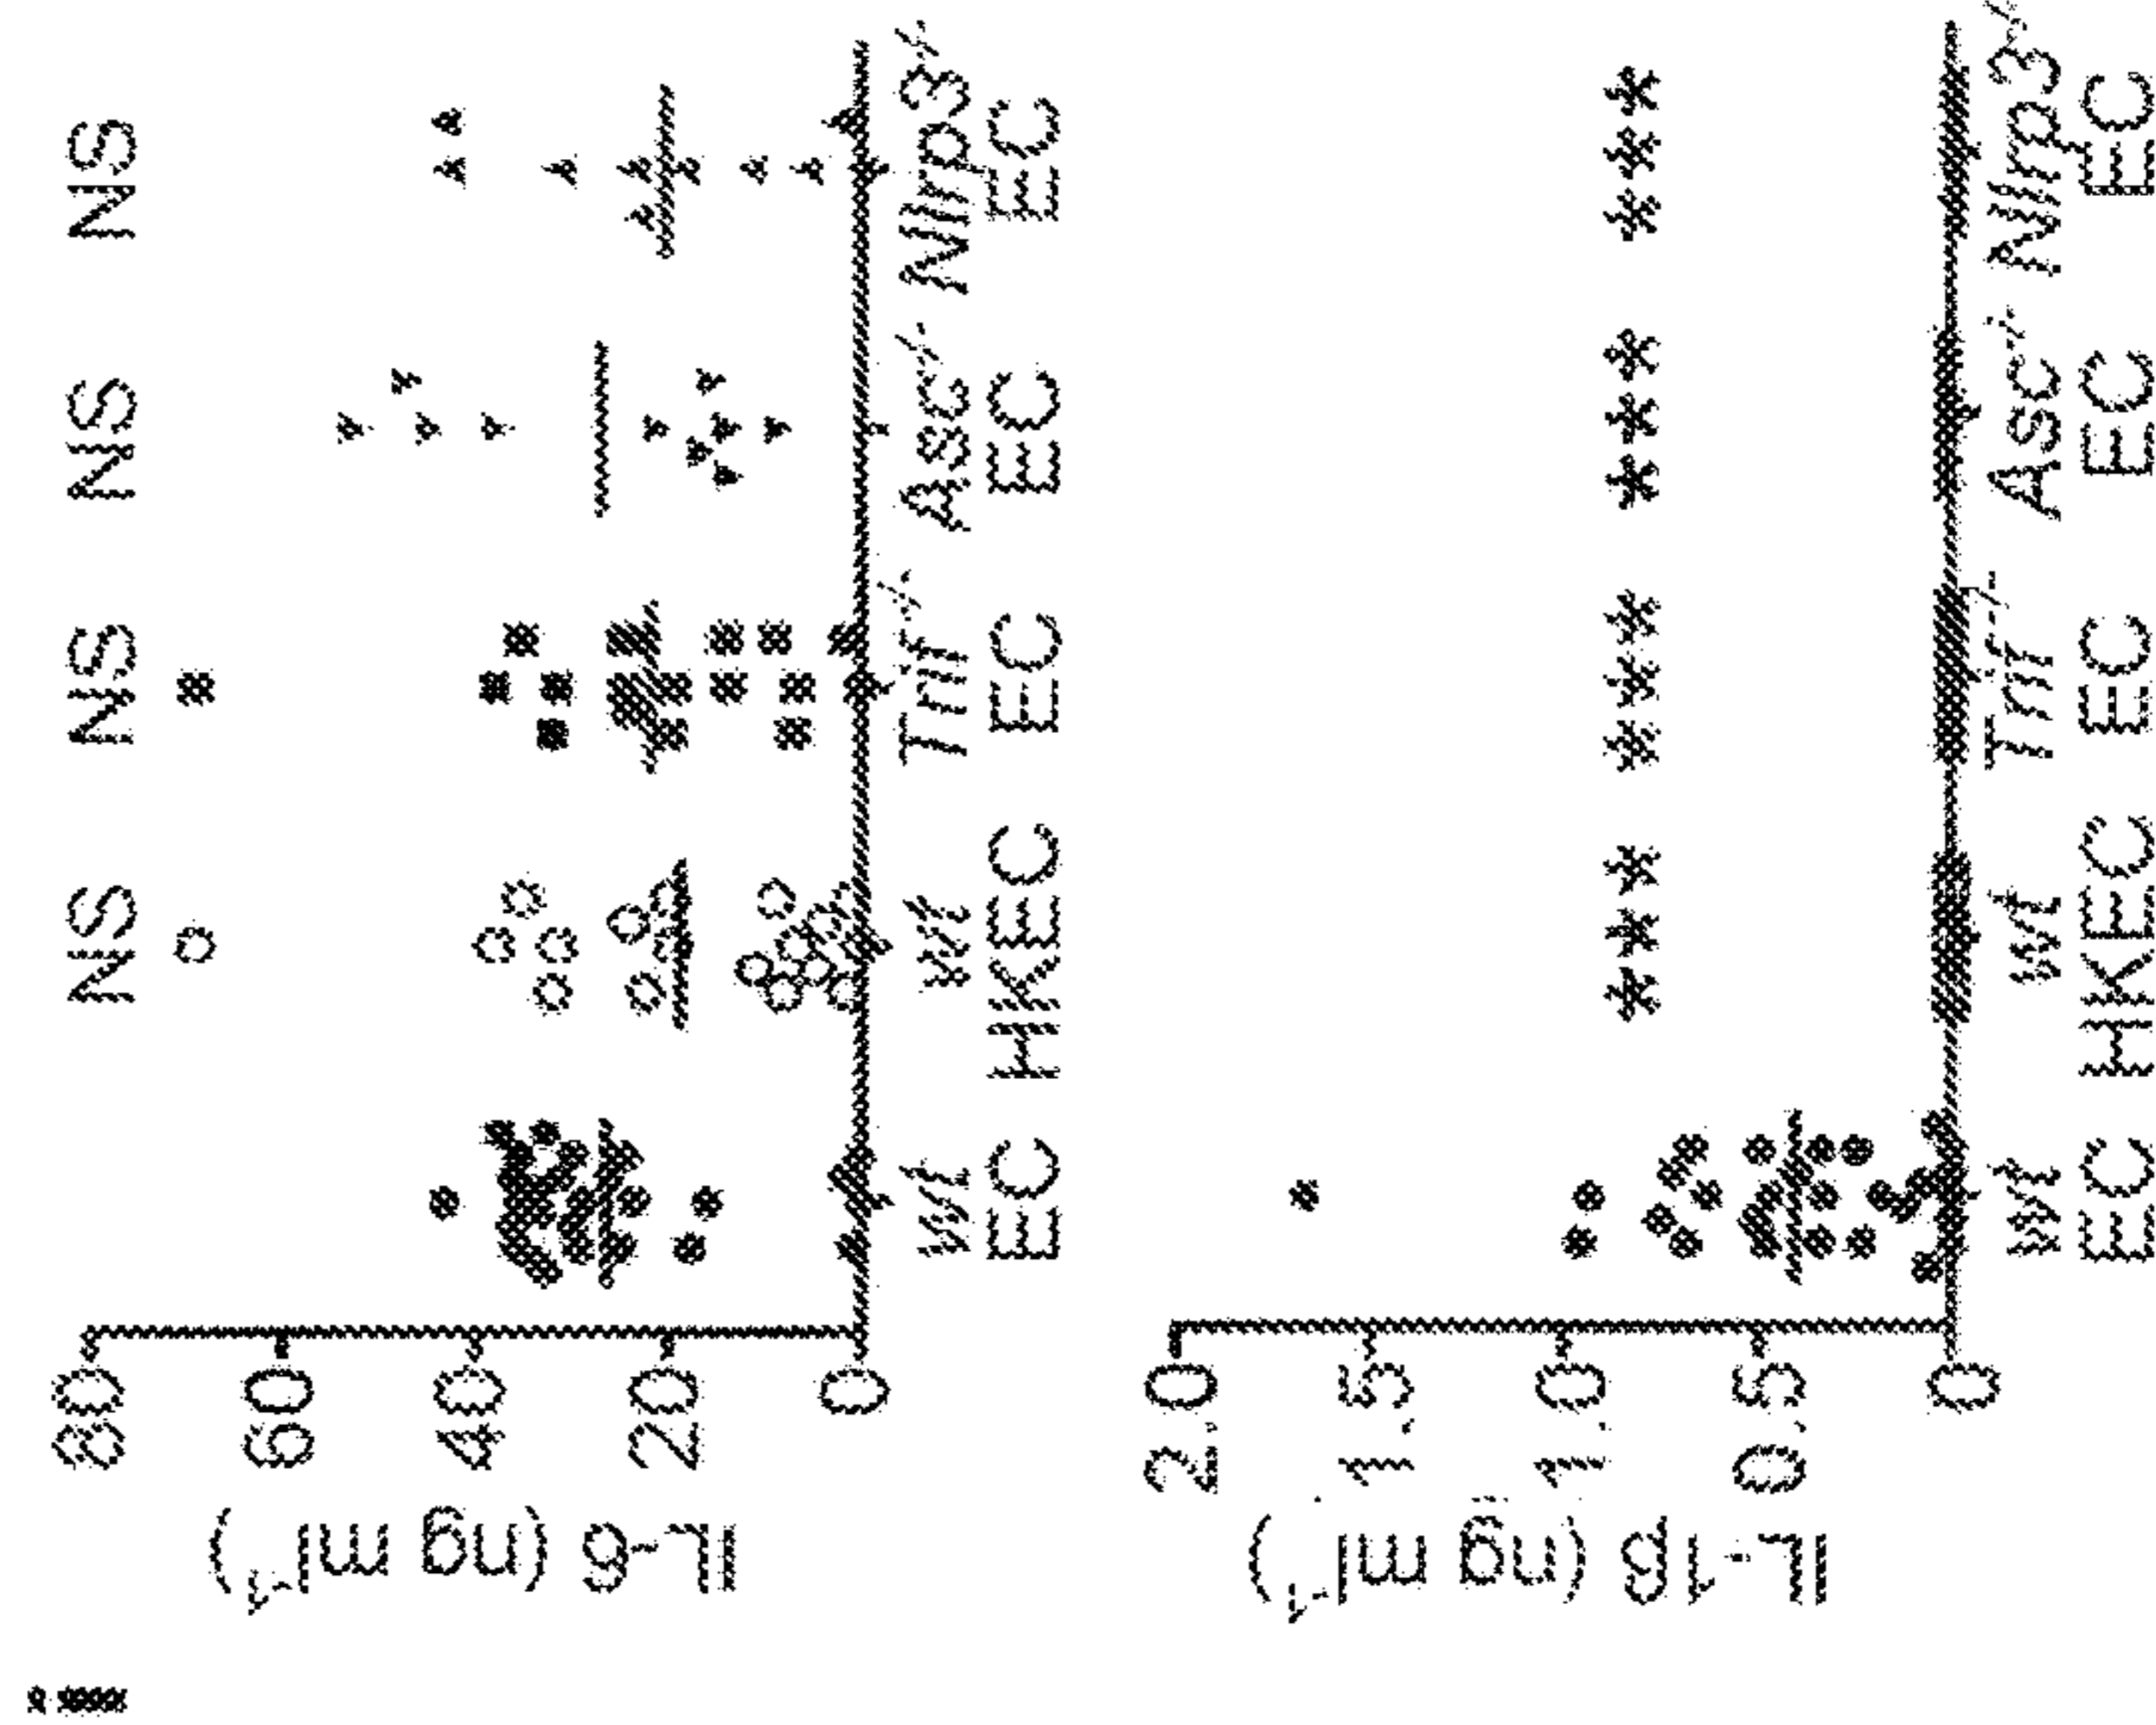 i
NS NS NS NS
IL-6 (ng ml-1)
80
60
40
20
0
wt wt Trif-/- Asc-/- Nlrp3-/-
EC HKEC EC EC EC
*** *** *** ***
IL-1β (ng ml-1)
2.0
1.5
1.0
0.5
0
wt wt Trif-/- Asc-/- Nlrp3-/-
EC HKEC EC EC EC